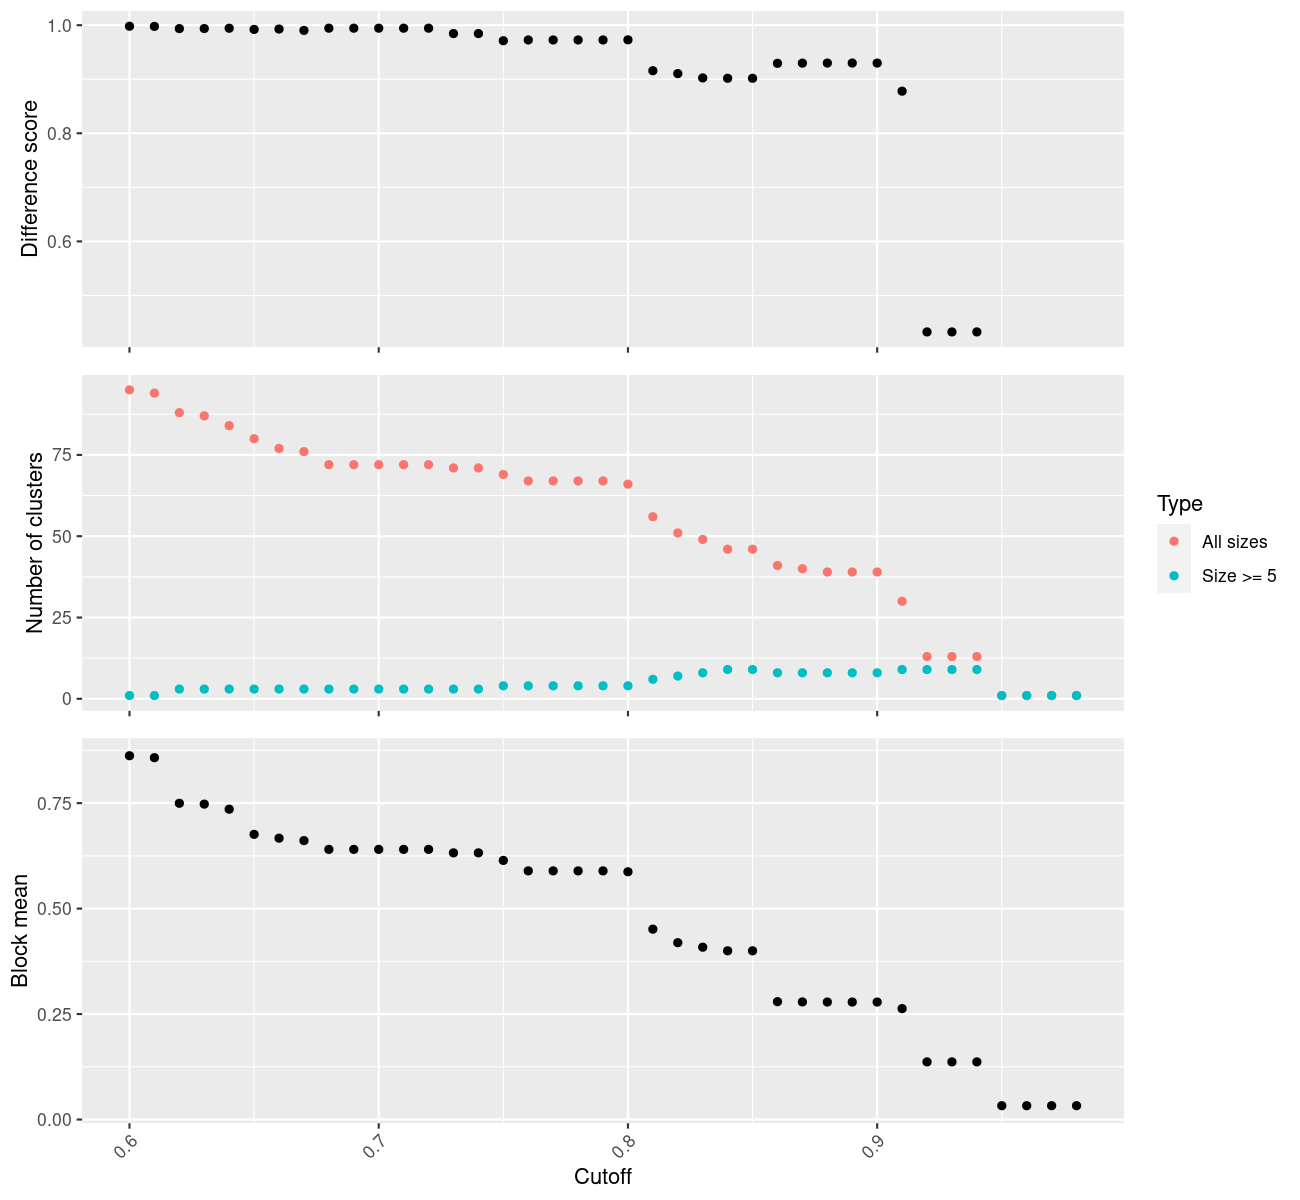 1.0
0.8
0.6
Difference score
75
50
25
0
Number of clusters
Type
All sizes
Size >= 5
0.75
0.50
0.25
0.00
Block mean
0.6 0.7 0.8 0.9
Cutoff